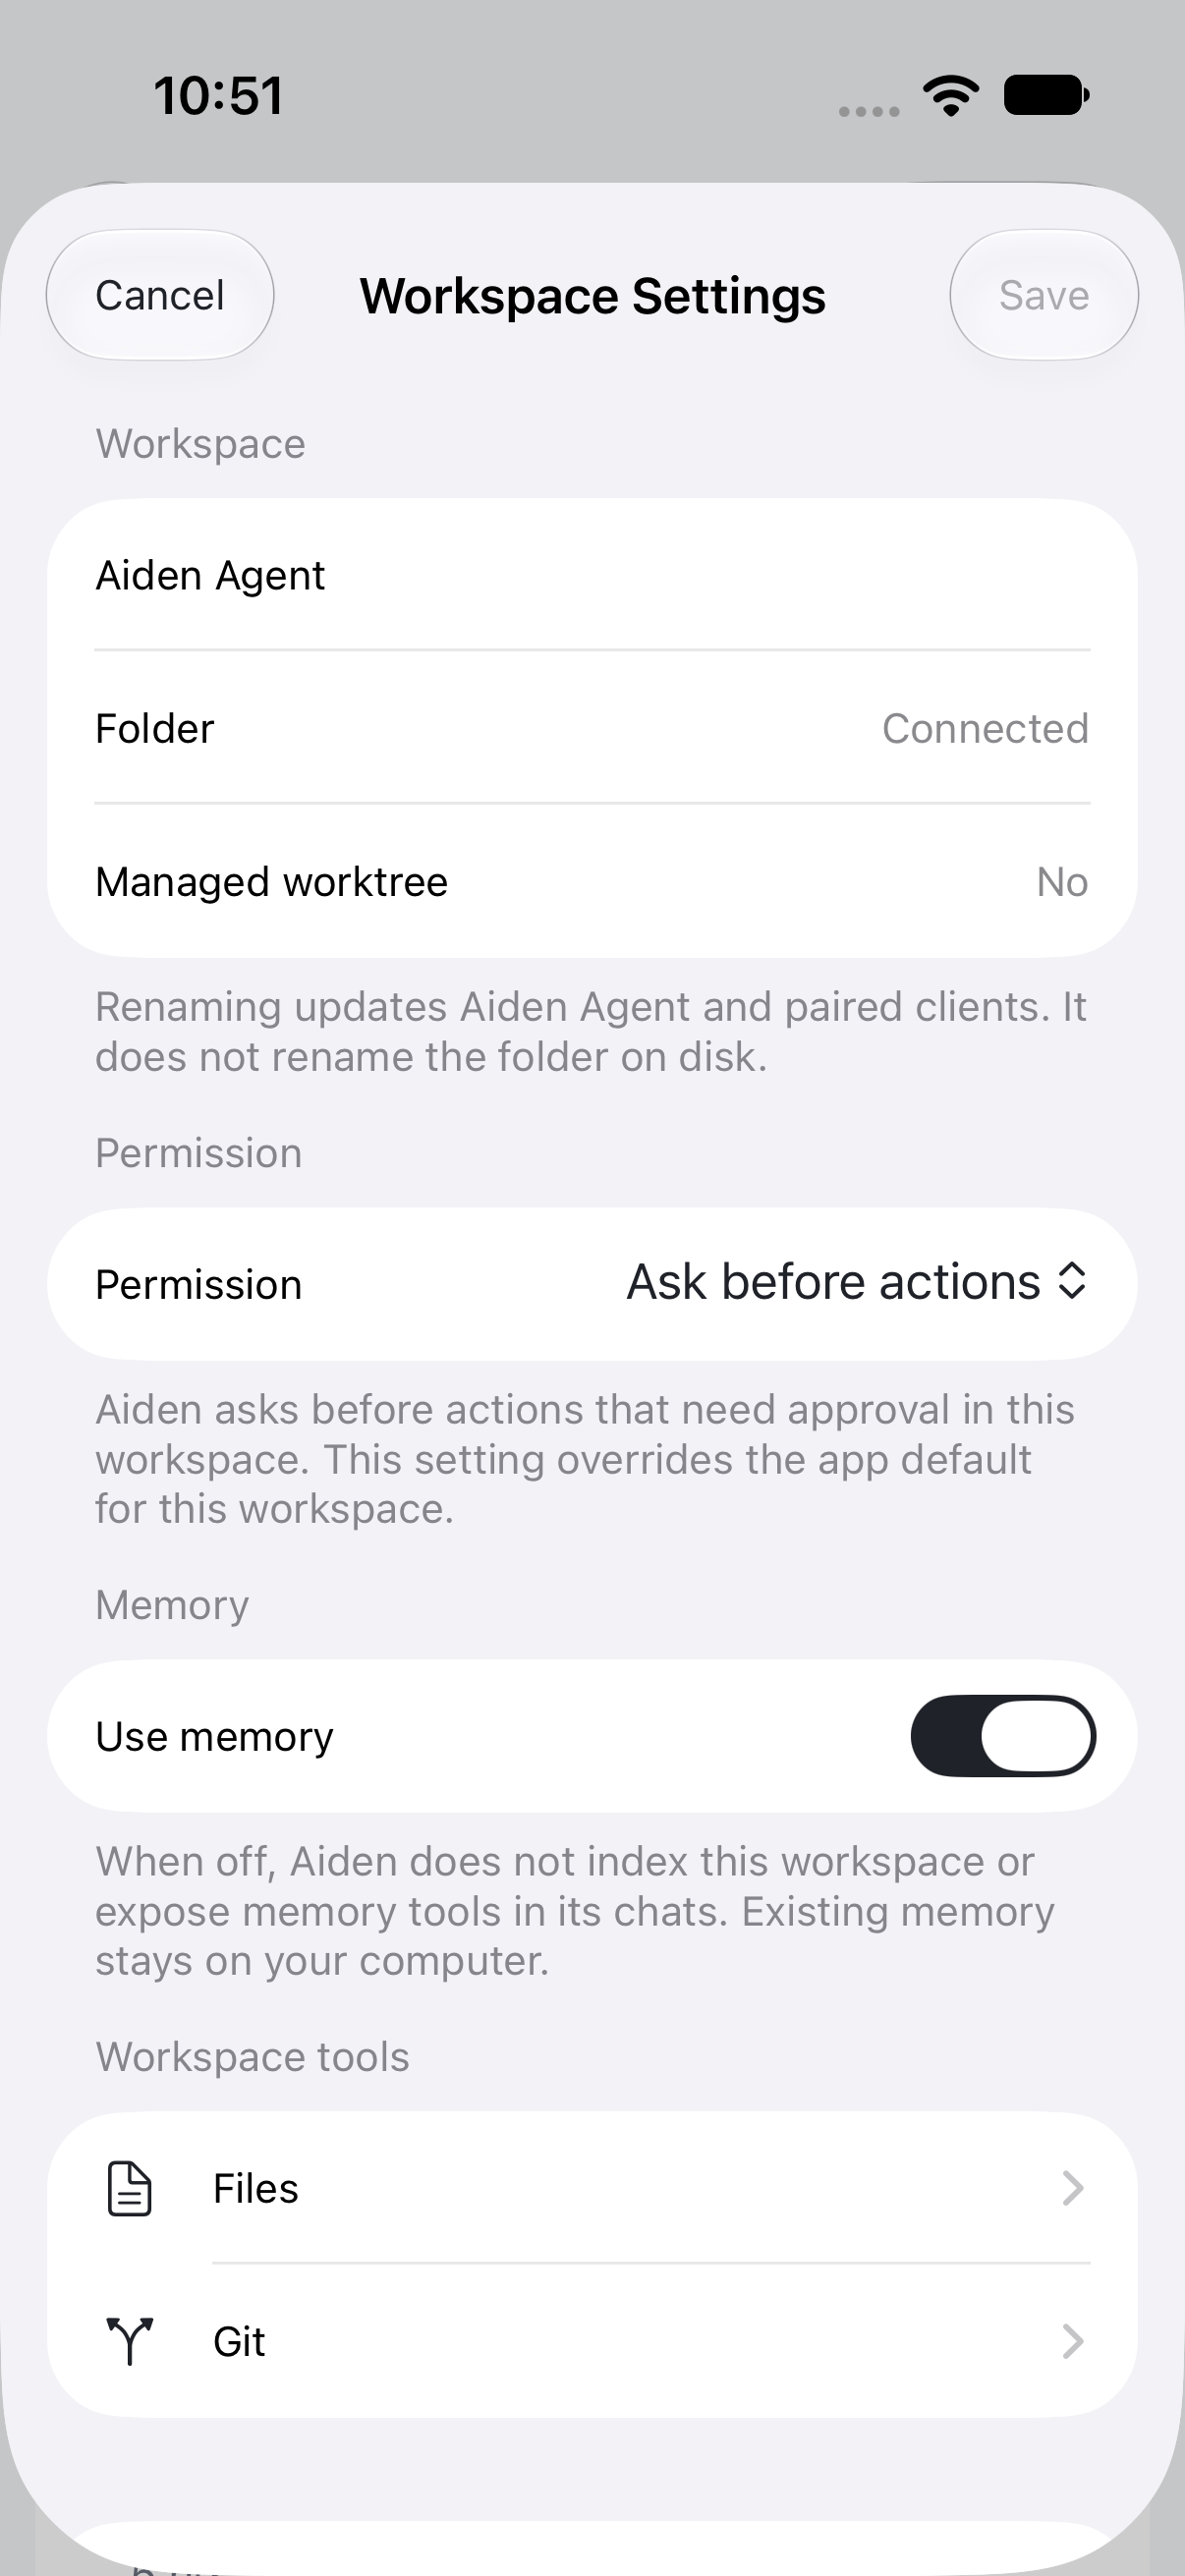 10:51
Cancel
Workspace Settings
Save
Workspace
Aiden Agent
Folder
Connected
Managed worktree
No
Renaming updates Aiden Agent and paired clients. It
does not rename the folder on disk.
Permission
Permission
Ask before actions
Aiden asks before actions that need approval in this
workspace. This setting overrides the app default
for this workspace.
Memory
Use memory
When off, Aiden does not index this workspace or
expose memory tools in its chats. Existing memory
stays on your computer.
Workspace tools
Files
Git